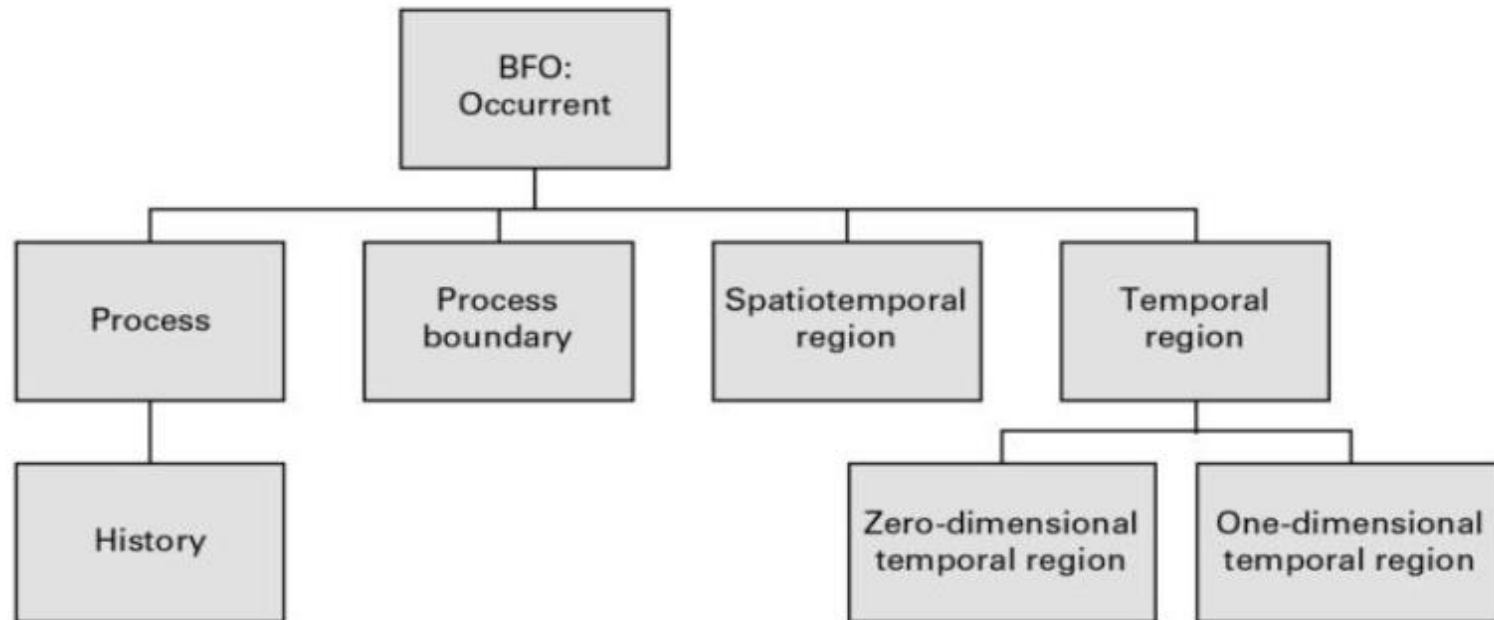 BFO:
Occurrent
Process
Process
boundary
Spatiotemporal
region
Temporal
region
History
Zero-dimensional
temporal region
One-dimensional
temporal region